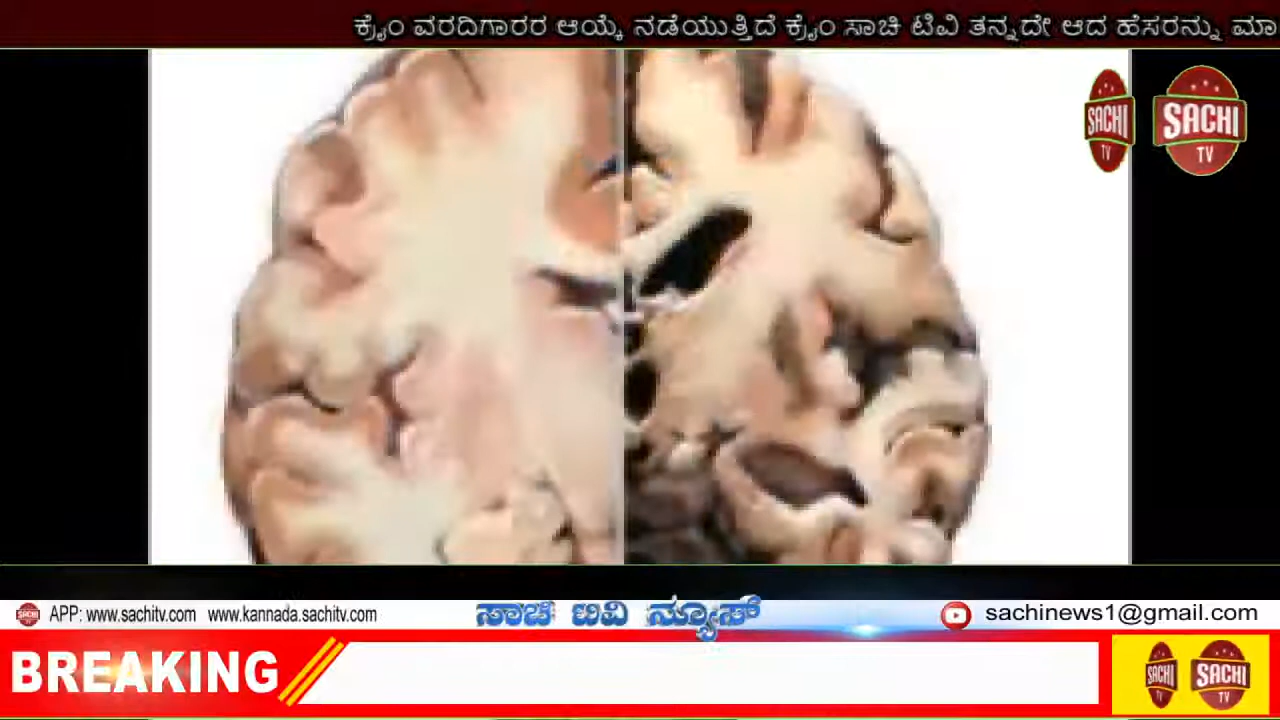 ಕ್ರೈಂ ವರದಿಗಾರರ ಆಯ್ಕೆ ನಡೆಯುತ್ತಿದೆ ಕ್ರೈಂ ಸಾಚಿ ಟಿವಿ ತನ್ನದೇ ಆದ ಹೆಸರನ್ನು ಮಾ
SACHI TV
SACHI TV
APP: www.sachitv.com www.kannada.sachitv.com
ಸಾಚಿ ಟಿವಿ ನ್ಯೂಸ್
sachinews1@gmail.com
BREAKING
SACHI TV
SACHI TV